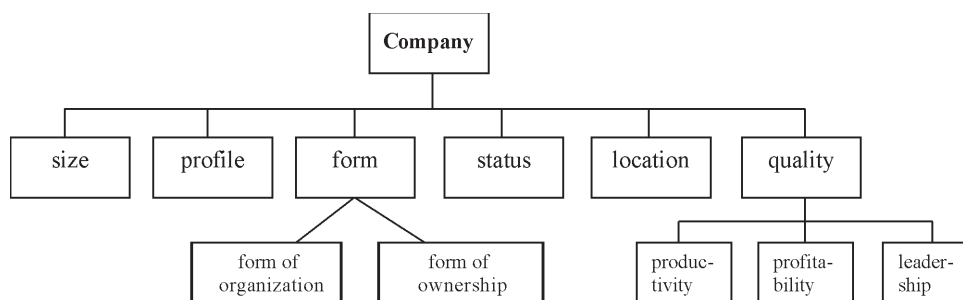 Company
size
profile
form
status
location
quality
form of
organization
form of
ownership
produc-
tivity
profita-
bility
leader-
ship